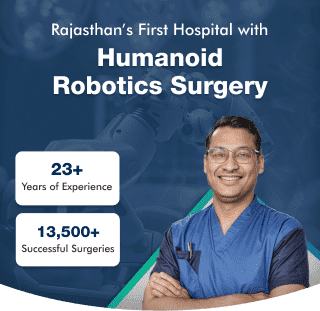 Rajasthan's First Hospital with
Humanoid
Robotics Surgery
23+
Years of Experience
13,500+
Successful Surgeries